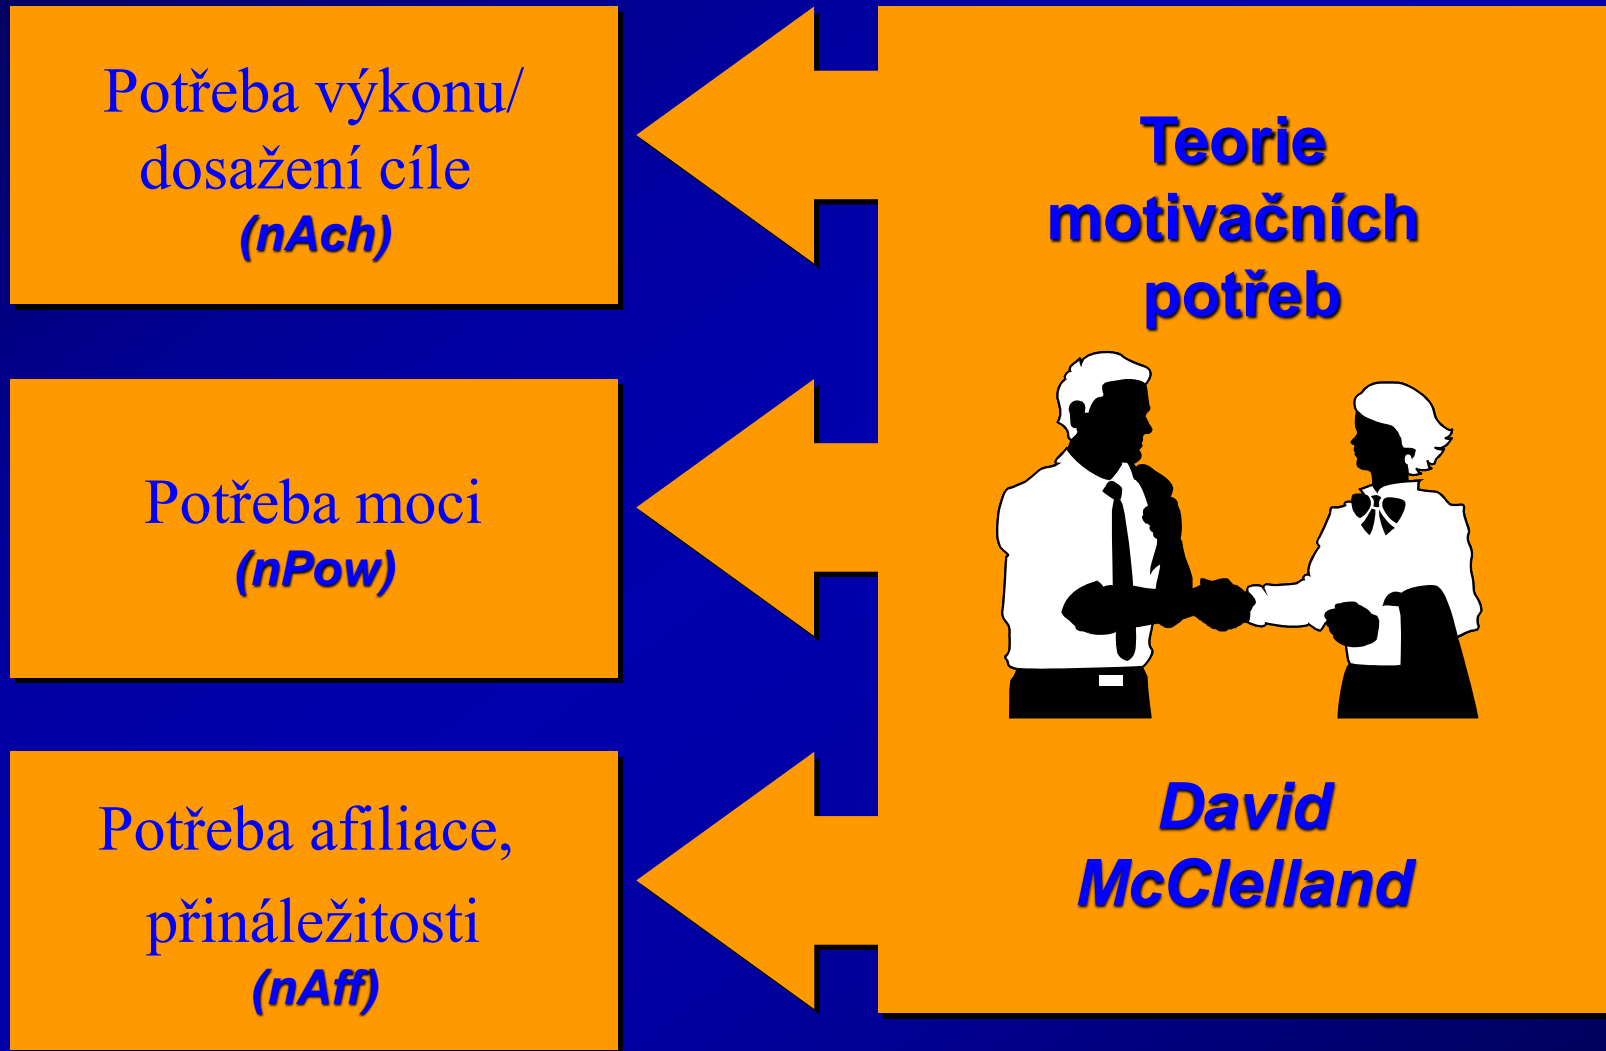 Potřeba výkonu/
dosažení cíle
(nAch)
Potřeba moci
(nPow)
Potřeba afiliace,
přináležitosti
(nAff)
Teorie
motivačních
potřeb
David
McClelland